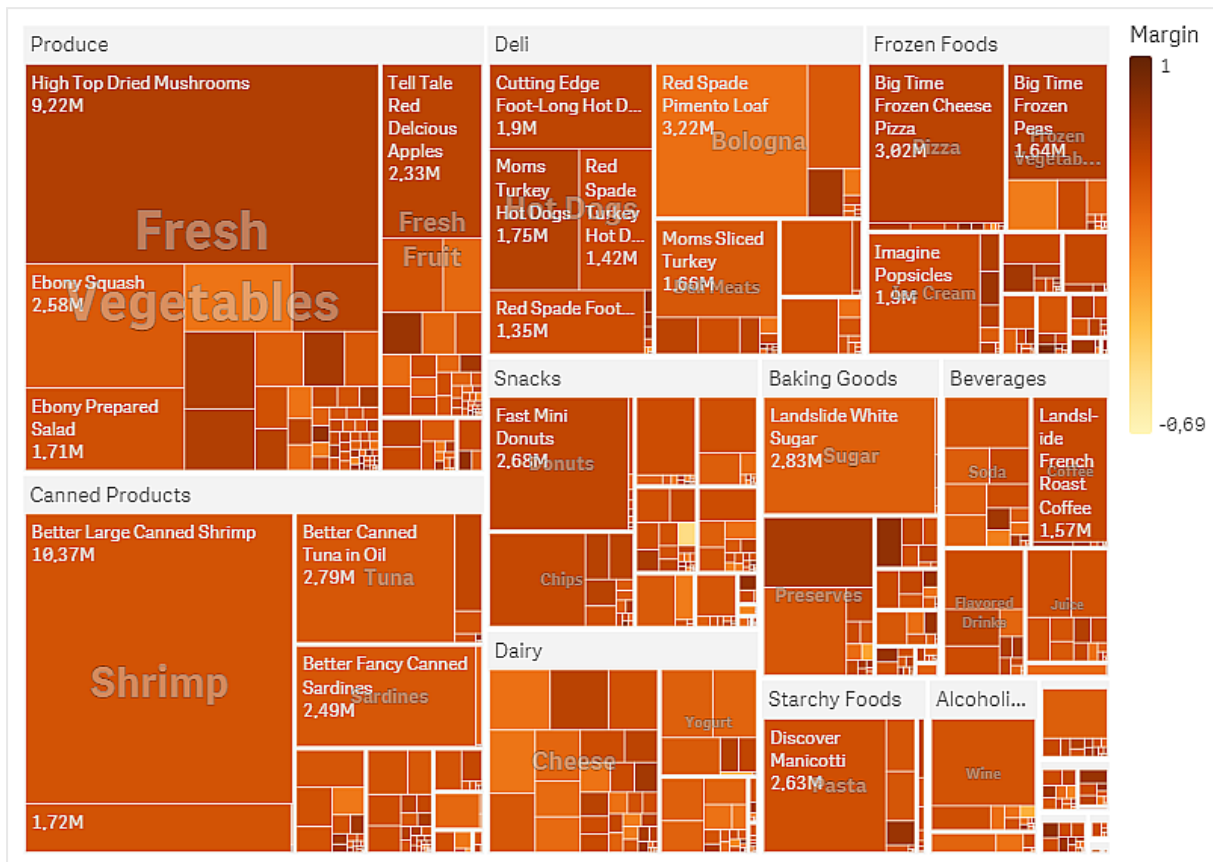 Produce
High Top Dried Mushrooms
9,22M
Tell Tale
Red
Delcious
Apples
2,33M
Fresh
Vegetables
Fresh
Fruit
Ebony Squash
2,58M
Ebony Prepared
Salad
1,71M
Deli
Cutting Edge
Foot-Long Hot D...
1,9M
Moms
Turkey
Hot Dogs
1,75M
Red
Spade
Turkey
Hot D...
1,42M
Hot Dogs
Red Spade Foot...
1,35M
Red Spade
Pimento Loaf
3,22M
Bologna
Moms Sliced
Turkey
1,66M
Deli Meats
Frozen Foods
Big Time
Frozen Cheese
Pizza
3,02M
Pizza
Big Time
Frozen
Peas
1,64M
Frozen
Vegetab...
Imagine
Popsicles
1,9M
Ice Cream
Margin
1
-0,69
Canned Products
Better Large Canned Shrimp
10,37M
Shrimp
1,72M
Better Canned
Tuna in Oil
2,79M
Tuna
Better Fancy Canned
Sardines
2,49M
Sardines
Snacks
Fast Mini
Donuts
2,68M
Donuts
Chips
Baking Goods
Landslide White
Sugar
2,83M
Sugar
Preserves
Beverages
Soda
Landsl-
ide
French
Roast
Coffee
1,57M
Coffee
Flavored
Drinks
Juice
Dairy
Cheese
Yogurt
Starchy Foods
Discover
Manicotti
2,63M
Pasta
Alcoholi...
Wine